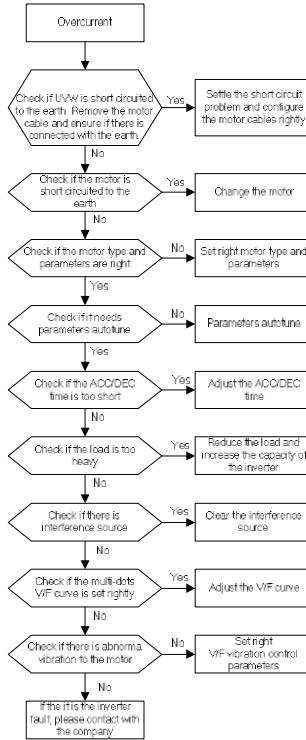 Overcurrent
Check if UVW is short circuited
to the earth. Remove the motor
cable and ensure if there is
connected with the earth.
Yes
Settle the short circuit
problem and configure
the motor cables rightly
No
Check if the motor is
short circuited to the
earth
Yes
Change the motor
No
Check if the motor type and
parameters are right
No
Set right motor type and
parameters
Yes
Check if it needs
parameters autotune
No
Parameters autotune
Yes
Check if the ACC/DEC
time is too short
Yes
Adjust the ACC/DEC
time
No
Check if the load is too
heavy
Yes
Reduce the load and
increase the capacity of
the inverter
No
Check if there is
interference source
Yes
Clear the interference
source
No
Check if the multi-dots
V/F curve is set rightly
Yes
Adjust the V/F curve
No
Check if there is abnorma
vibration to the motor
No
Set right
V/F vibration control
parameters
No
If the it is the inverter
fault, please contact with
the company